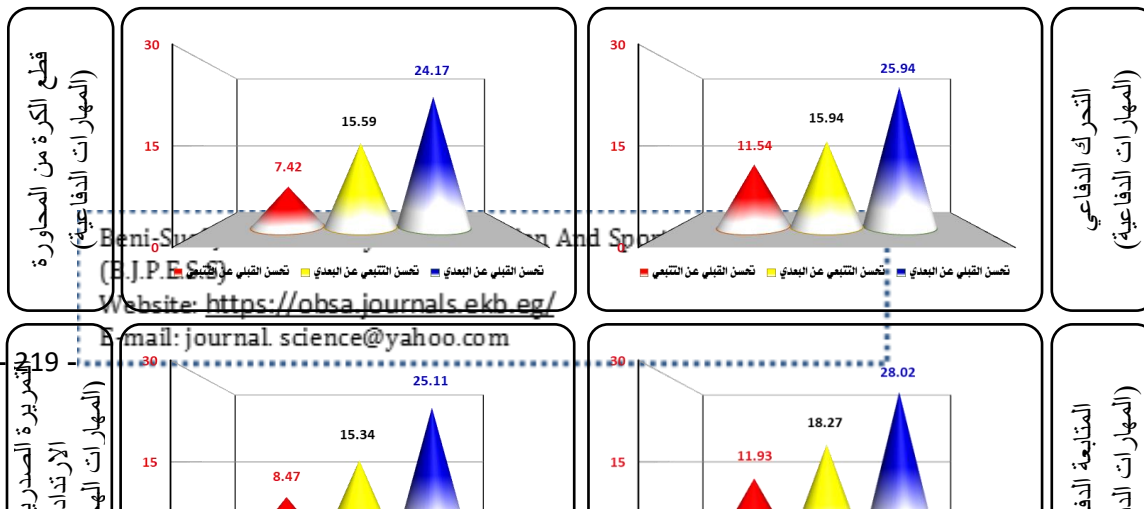 قطع الكرة من المحاورة
(المهارات الدفاعية)
30
15
0
7.42
15.59
24.17
تحسن القبلي عن التتبعي
تحسن التتبعي عن البعدي
تحسن القبلي عن البعدي
30
15
0
11.54
15.94
25.94
تحسن القبلي عن التتبعي
تحسن التتبعي عن البعدي
تحسن القبلي عن البعدي
التحرك الدفاعي
(المهارات الدفاعية)
And
(B.J.P.E.S.S)
Website: https://obsa.journals.ekb.eg/
E-mail: journal. science@yahoo.com
- 219 -
الارتداد
(المهارات
30
15
8.47
15.34
25.11
30
15
11.93
18.27
28.02
المتابعة
(المهارات